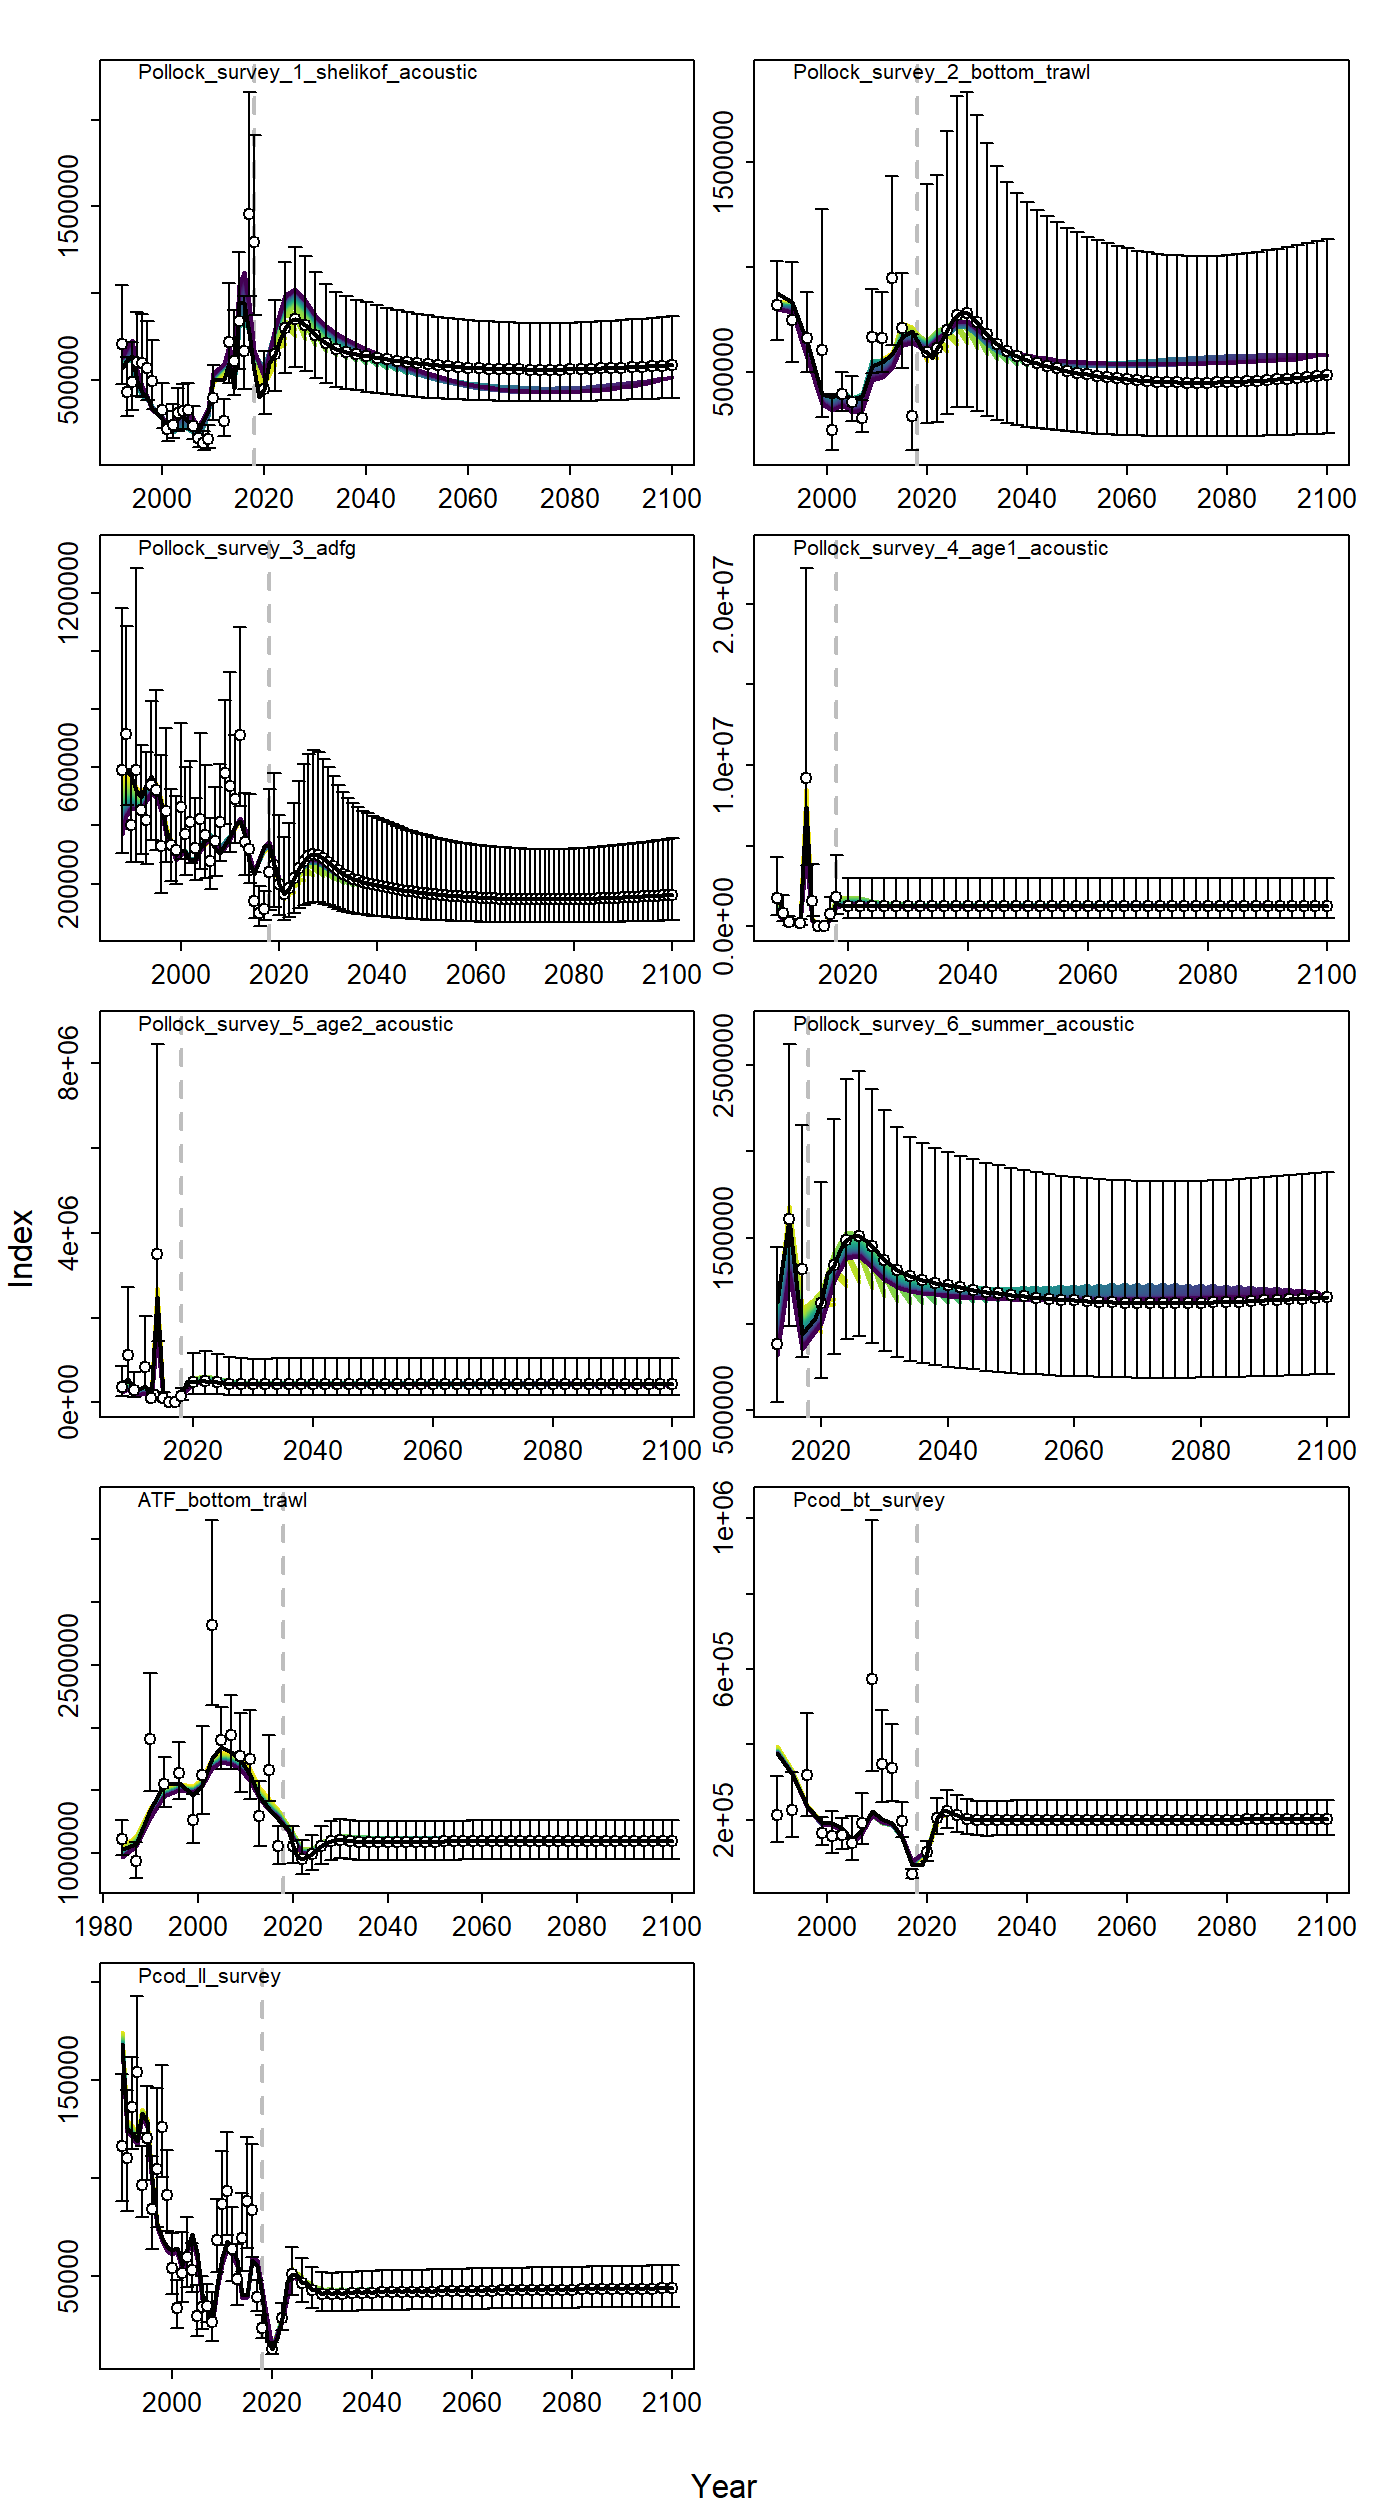 Pollock_survey_1_shelikof_acoustic
500000 1500000
2000 2020 2040 2060 2080 2100
Pollock_survey_2_bottom_trawl
500000 1500000
2000 2020 2040 2060 2080 2100
Pollock_survey_3_adfg
200000 600000 1200000
2000 2020 2040 2060 2080 2100
Pollock_survey_4_age1_acoustic
0.0e+00 1.0e+07 2.0e+07
2020 2040 2060 2080 2100
Pollock_survey_5_age2_acoustic
0e+00 4e+06 8e+06
2020 2040 2060 2080 2100
Pollock_survey_6_summer_acoustic
500000 1500000 2500000
2020 2040 2060 2080 2100
Index
ATF_bottom_trawl
1000000 2500000
1980 2000 2020 2040 2060 2080 2100
Pcod_bt_survey
2e+05 6e+05 1e+06
2000 2020 2040 2060 2080 2100
Pcod_ll_survey
50000 150000
2000 2020 2040 2060 2080 2100
Year